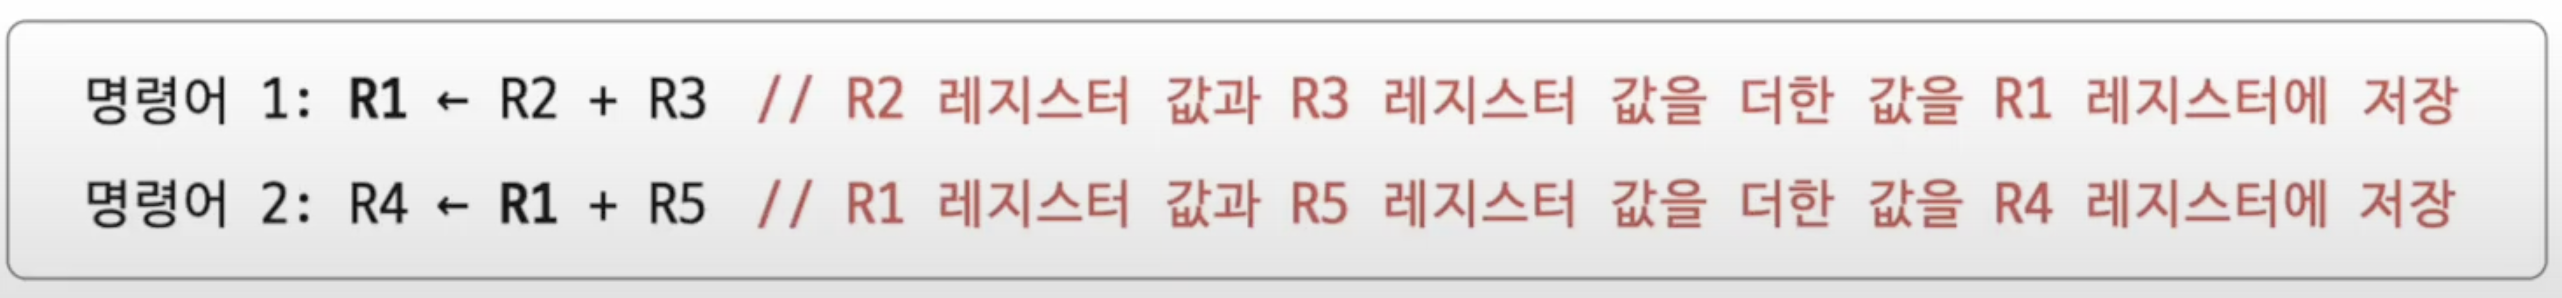 명령어 1: R1 ← R2 + R3 // R2 레지스터 값과 R3 레지스터 값을 더한 값을 R1 레지스터에 저장
명령어 2: R4 ← R1 + R5 // R1 레지스터 값과 R5 레지스터 값을 더한 값을 R4 레지스터에 저장